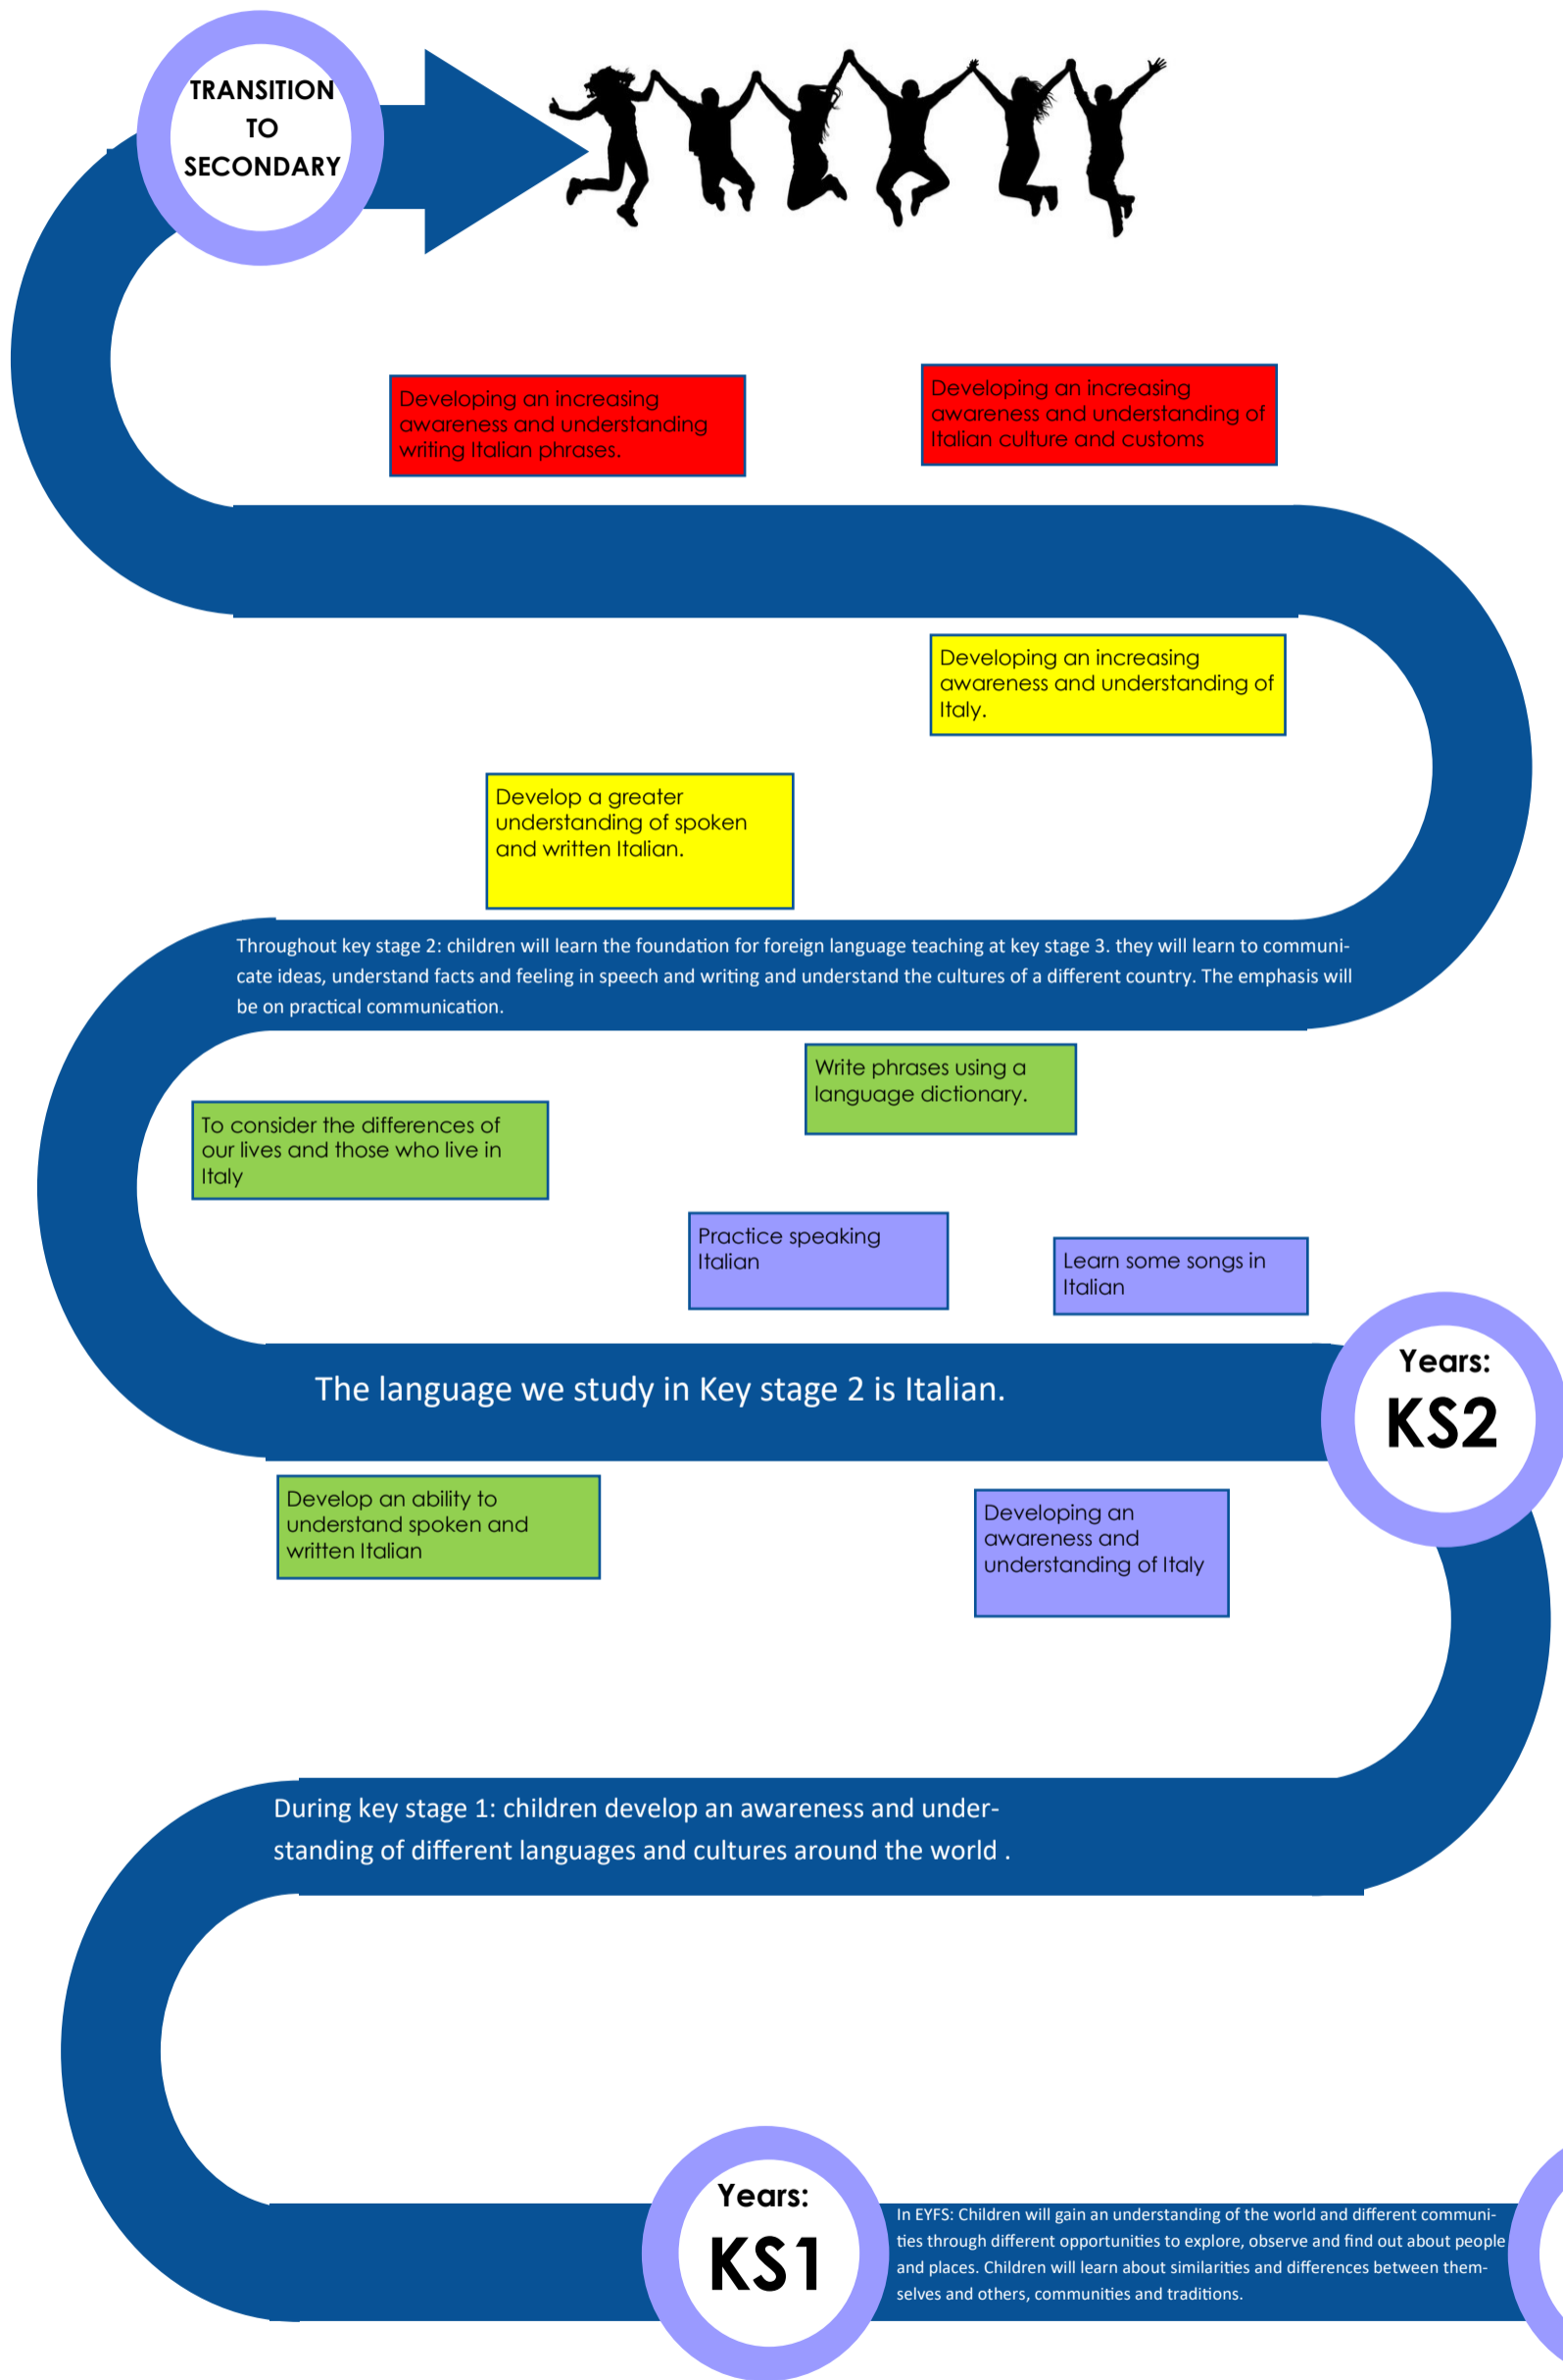 TRANSITION
TO
SECONDARY
Developing an increasing
awareness and understanding
writing Italian phrases.
Developing an increasing
awareness and understanding of
Italian culture and customs
Developing an increasing
awareness and understanding of
Italy.
Develop a greater
understanding of spoken
and written Italian.
Throughout key stage 2: children will learn the foundation for foreign language teaching at key stage 3. they will learn to communi-
cate ideas, understand facts and feeling in speech and writing and understand the cultures of a different country. The emphasis will
be on practical communication.
Write phrases using a
language dictionary.
To consider the differences of
our lives and those who live in
Italy
Practice speaking
Italian
Learn some songs in
Italian
Years:
KS2
The language we study in Key stage 2 is Italian.
Develop an ability to
understand spoken and
written Italian
Developing an
awareness and
understanding of Italy
During key stage 1: children develop an awareness and under-
standing of different languages and cultures around the world .
Years:
KS1
In EYFS: Children will gain an understanding of the world and different communi-
ties through different opportunities to explore, observe and find out about people
and places. Children will learn about similarities and differences between them-
selves and others, communities and traditions.